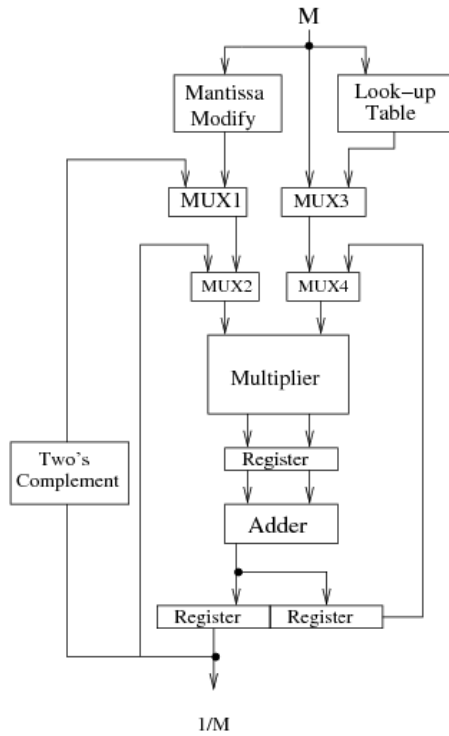 M
Mantissa
Modify
Look-up
Table
MUX1
MUX3
MUX2
MUX4
Multiplier
Two's
Complement
Register
Adder
Register
Register
1/M